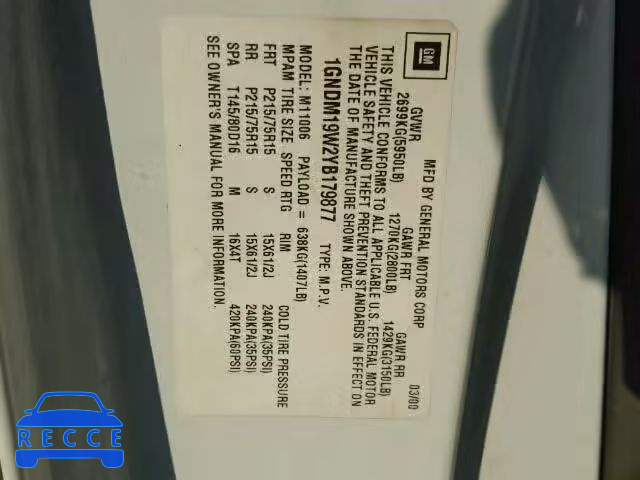 GM
MFD BY GENERAL MOTORS CORP 03/00
GVWR GAWR FRT GAWR RR
2699KG(5950LB) 1270KG(2800LB) 1429KG(3150LB)
THIS VEHICLE CONFORMS TO ALL APPLICABLE U.S. FEDERAL MOTOR
VEHICLE SAFETY AND THEFT PREVENTION STANDARDS IN EFFECT ON
THE DATE OF MANUFACTURE SHOWN ABOVE.
1GNDM19W2YB179877 TYPE: M.P.V.
MODEL: M11006 PAYLOAD = 638KG(1407LB)
MPAM TIRE SIZE SPEED RTG RIM COLD TIRE PRESSURE
FRT P215/75R15 S 15X61/2J 240KPA(35PSI)
RR P215/75R15 S 15X61/2J 240KPA(35PSI)
SPA T145/80D16 M 16X4T 420KPA(60PSI)
SEE OWNER'S MANUAL FOR MORE INFORMATION.
RECCE